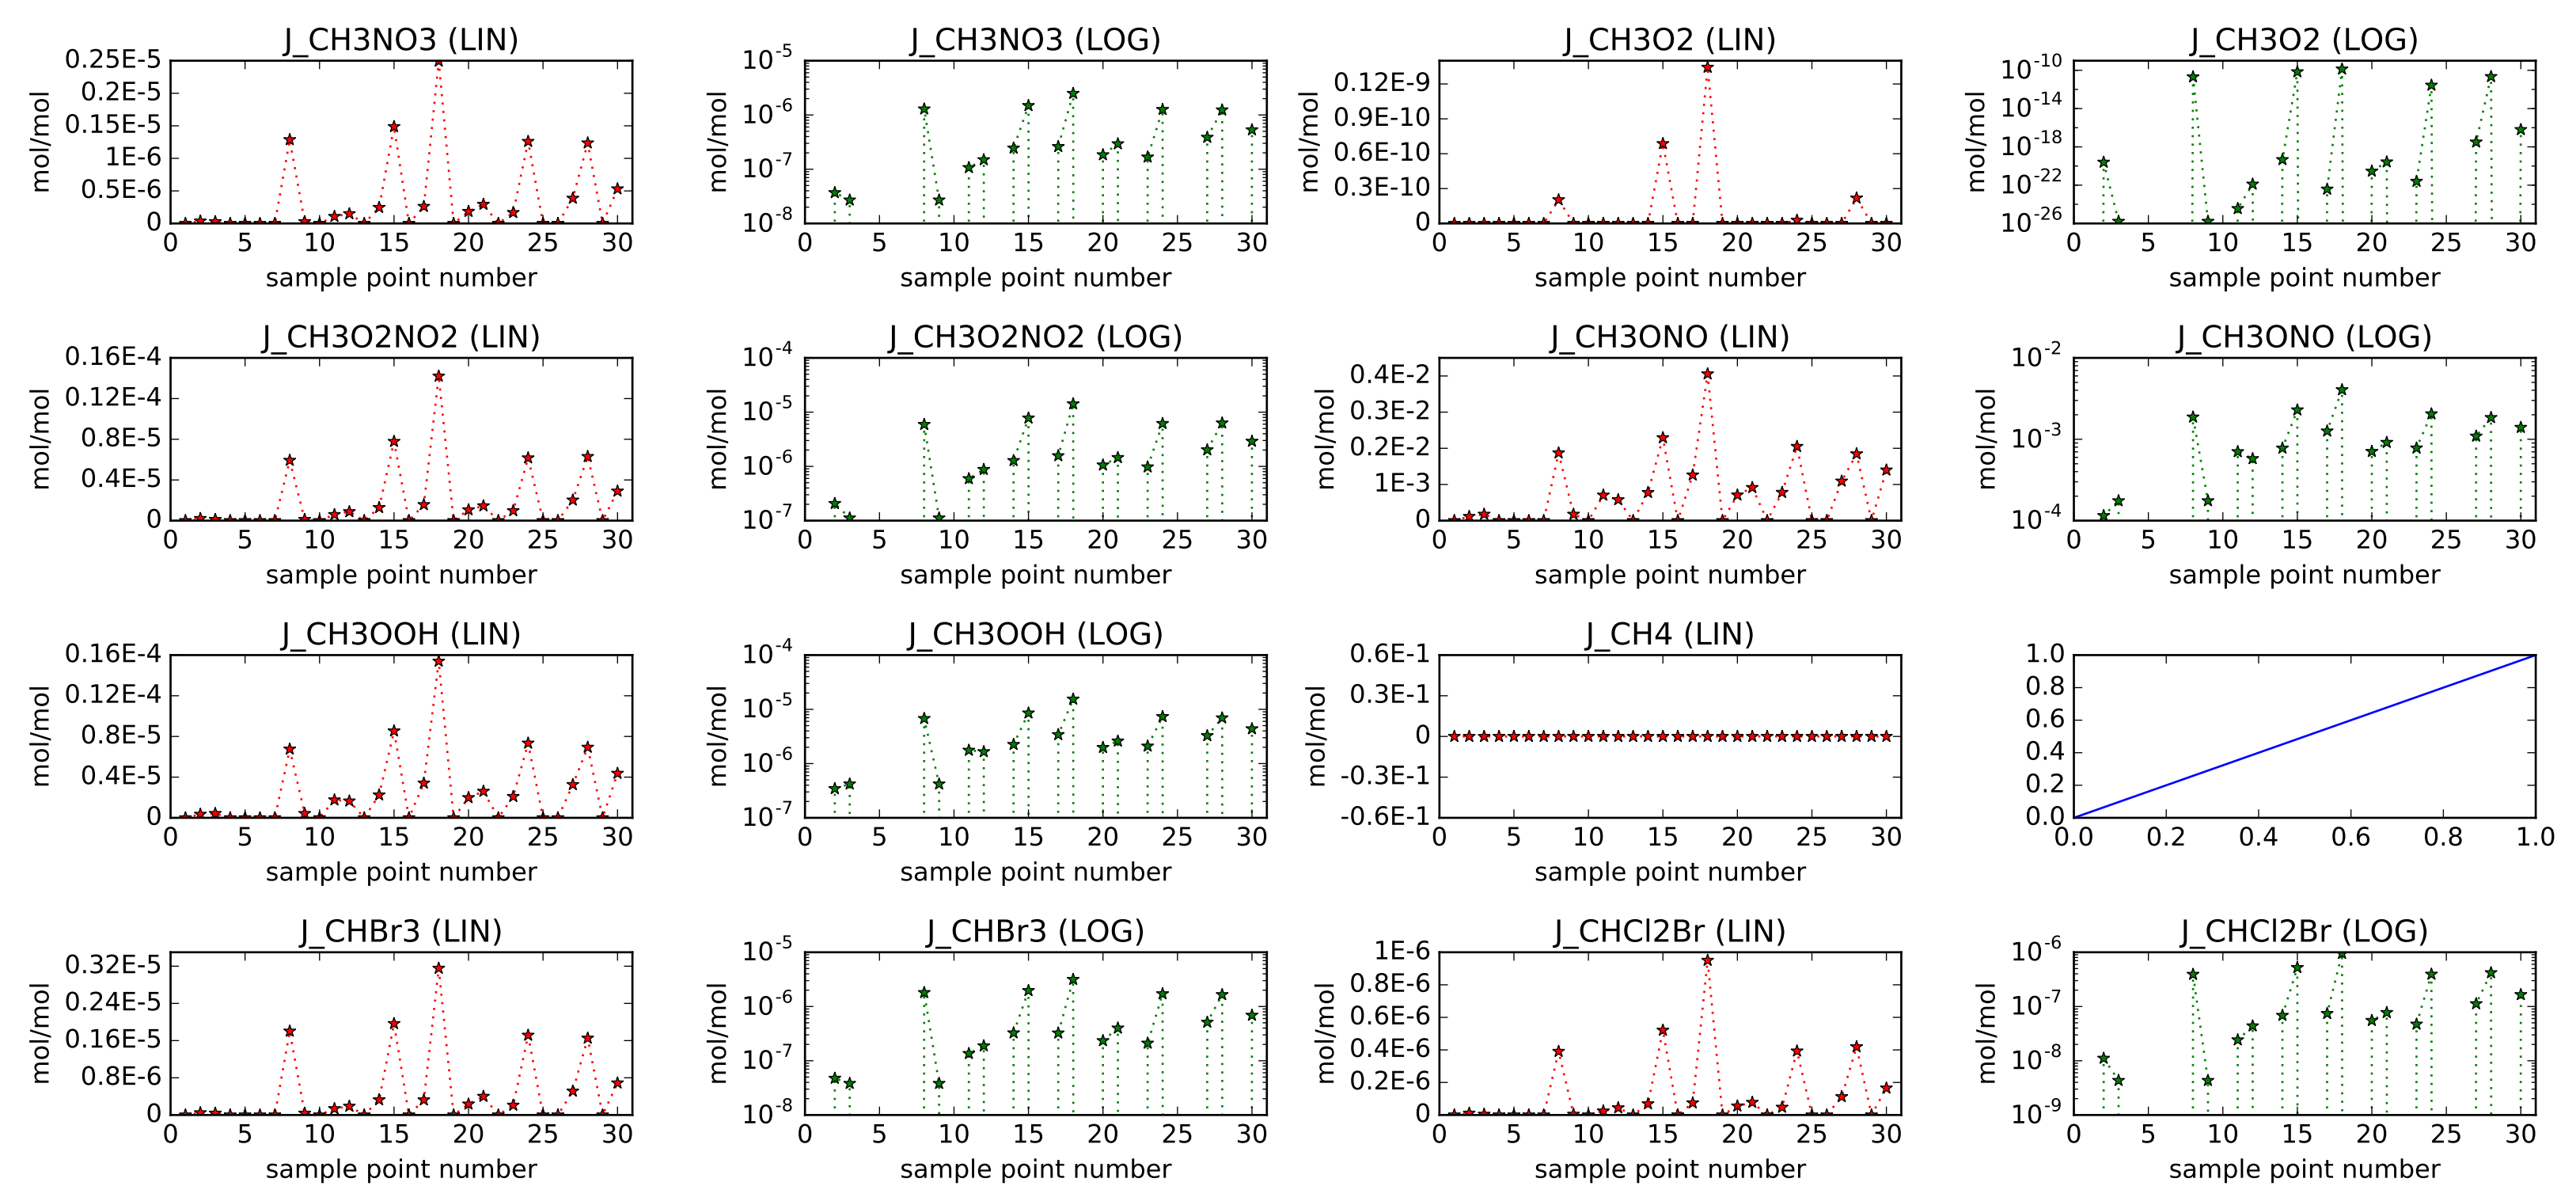 J_CH3NO3 (LIN)
0.25E-5
0.2E-5
0.15E-5
1E-6
0.5E-6
0
mol/mol
0 5 10 15 20 25 30
sample point number
J_CH3NO3 (LOG)
10-5
10-6
10-7
10-8
mol/mol
0 5 10 15 20 25 30
sample point number
J_CH3O2 (LIN)
0.12E-9
0.9E-10
0.6E-10
0.3E-10
0
mol/mol
0 5 10 15 20 25 30
sample point number
J_CH3O2 (LOG)
10-10
10-14
10-18
10-22
10-26
mol/mol
0 5 10 15 20 25 30
sample point number
J_CH3O2NO2 (LIN)
0.16E-4
0.12E-4
0.8E-5
0.4E-5
0
mol/mol
0 5 10 15 20 25 30
sample point number
J_CH3O2NO2 (LOG)
10-4
10-5
10-6
10-7
mol/mol
0 5 10 15 20 25 30
sample point number
J_CH3ONO (LIN)
0.4E-2
0.3E-2
0.2E-2
1E-3
0
mol/mol
0 5 10 15 20 25 30
sample point number
J_CH3ONO (LOG)
10-2
10-3
10-4
mol/mol
0 5 10 15 20 25 30
sample point number
J_CH3OOH (LIN)
0.16E-4
0.12E-4
0.8E-5
0.4E-5
0
mol/mol
0 5 10 15 20 25 30
sample point number
J_CH3OOH (LOG)
10-4
10-5
10-6
10-7
mol/mol
0 5 10 15 20 25 30
sample point number
J_CH4 (LIN)
0.6E-1
0.3E-1
0
-0.3E-1
-0.6E-1
mol/mol
0 5 10 15 20 25 30
sample point number
1.0
0.8
0.6
0.4
0.2
0.0
0.0 0.2 0.4 0.6 0.8 1.0
J_CHBr3 (LIN)
0.32E-5
0.24E-5
0.16E-5
0.8E-6
0
mol/mol
0 5 10 15 20 25 30
sample point number
J_CHBr3 (LOG)
10-5
10-6
10-7
10-8
mol/mol
0 5 10 15 20 25 30
sample point number
J_CHCl2Br (LIN)
1E-6
0.8E-6
0.6E-6
0.4E-6
0.2E-6
0
mol/mol
0 5 10 15 20 25 30
sample point number
J_CHCl2Br (LOG)
10-6
10-7
10-8
10-9
mol/mol
0 5 10 15 20 25 30
sample point number